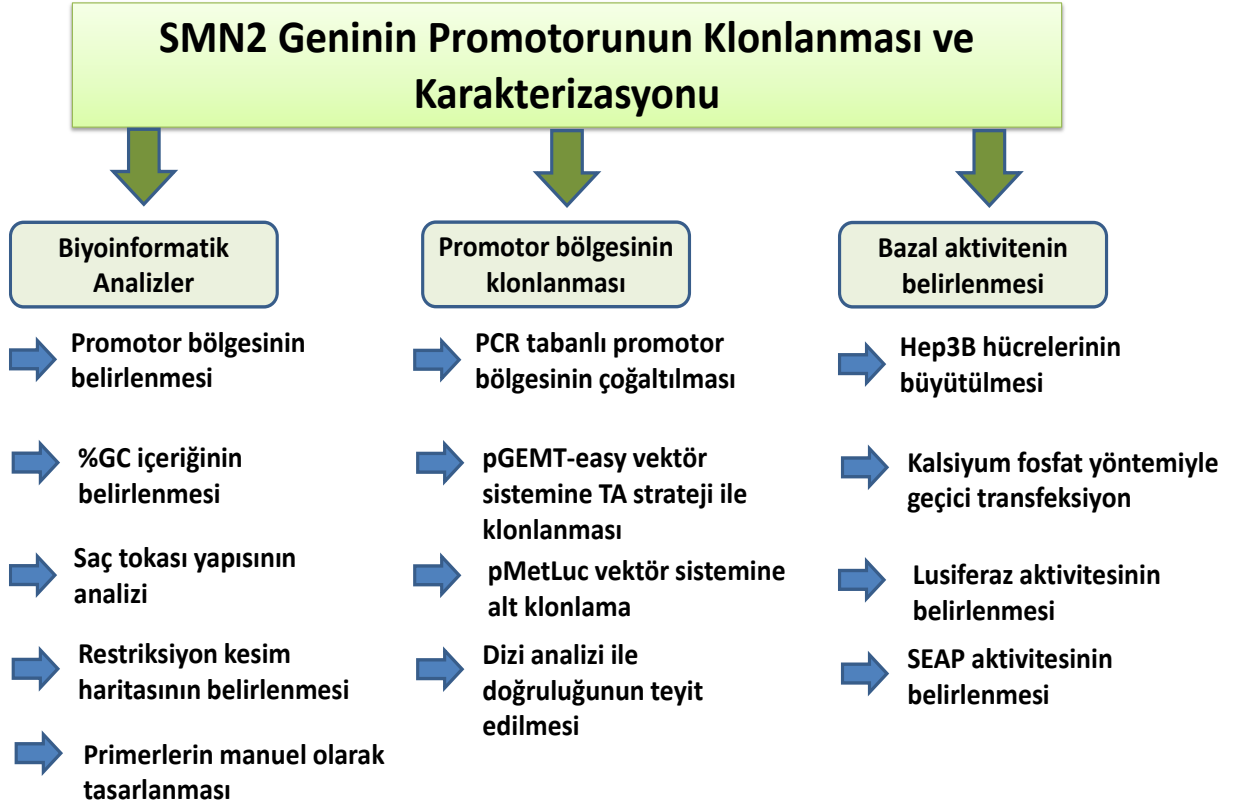 SMN2 Geninin Promotorunun Klonlanması ve
Karakterizasyonu
Biyoinformatik
Analizler
Promotor bölgesinin
belirlenmesi
%GC içeriğinin
belirlenmesi
Saç tokası yapısının
analizi
Restriksiyon kesim
haritasının belirlenmesi
Primerlerin manuel olarak
tasarlanması
Promotor bölgesinin
klonlanması
PCR tabanlı promotor
bölgesinin çoğaltılması
pGEMT-easy vektör
sistemine TA strateji ile
klonlanması
pMetLuc vektör sistemine
alt klonlama
Dizi analizi ile
doğruluğunun teyit
edilmesi
Bazal aktivitenin
belirlenmesi
Hep3B hücrelerinin
büyütülmesi
Kalsiyum fosfat yöntemiyle
geçici transfeksiyon
Lusiferaz aktivitesinin
belirlenmesi
SEAP aktivitesinin
belirlenmesi